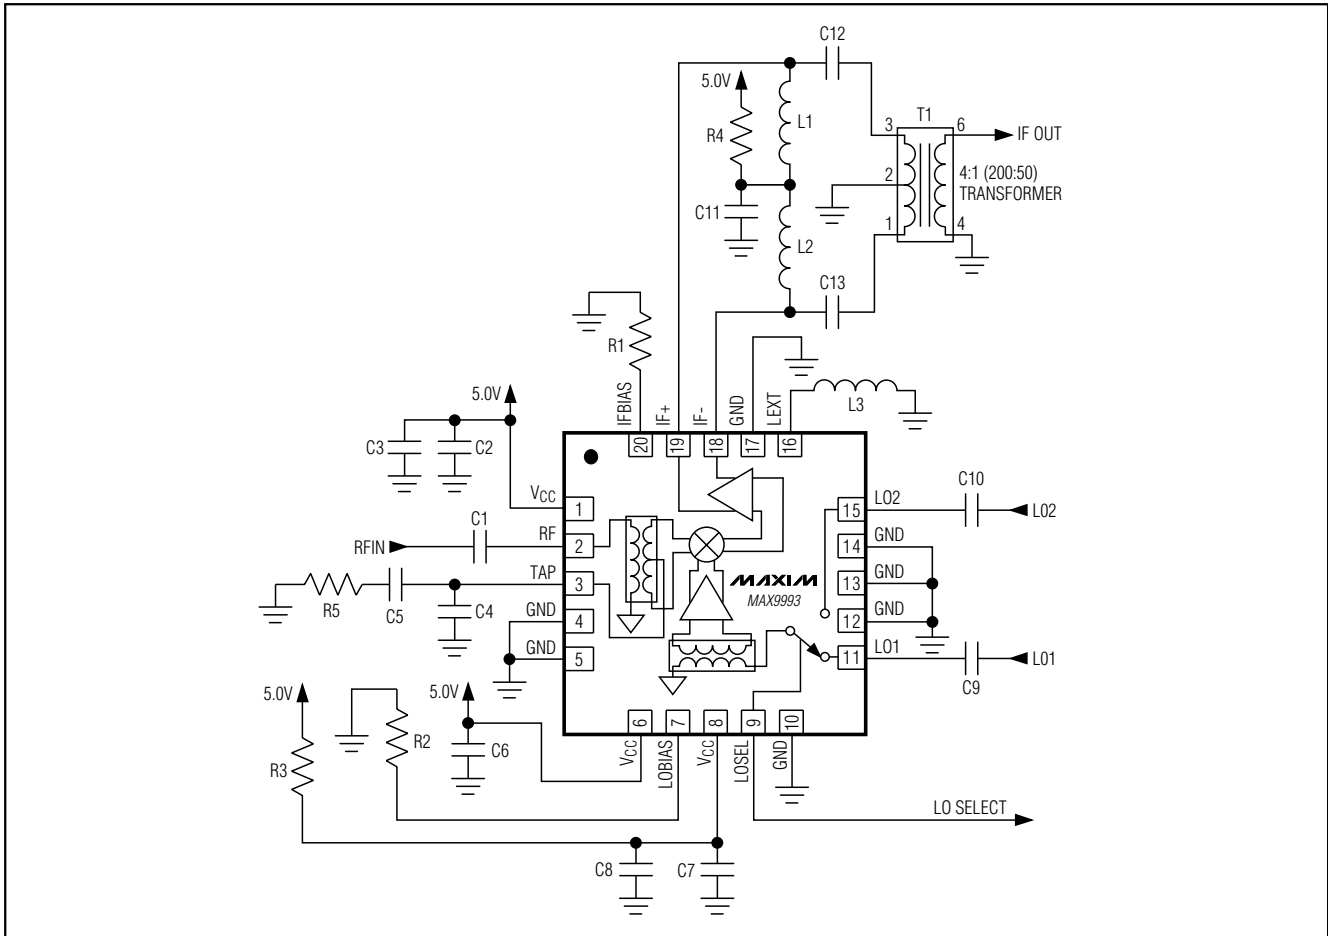 C12
5.0V
L1
R4
T1
3
6
IF OUT
2
4:1 (200:50)
TRANSFORMER
C11
1
4
L2
C13
R1
5.0V
IFBIAS
IF+
IF-
GND
LEXT
L3
C3
C2
20
19
18
17
16
VCC
1
C10
15
LO2
LO2
C1
RF
2
RFIN
14
GND
TAP
3
MAXIM
MAX9993
13
GND
R5
C5
C4
GND
4
12
GND
GND
5
11
LO1
LO1
C9
5.0V
5.0V
6
7
8
9
10
R2
C6
R3
VCC
LOBIAS
VCC
LOSEL
GND
LO SELECT
C8
C7